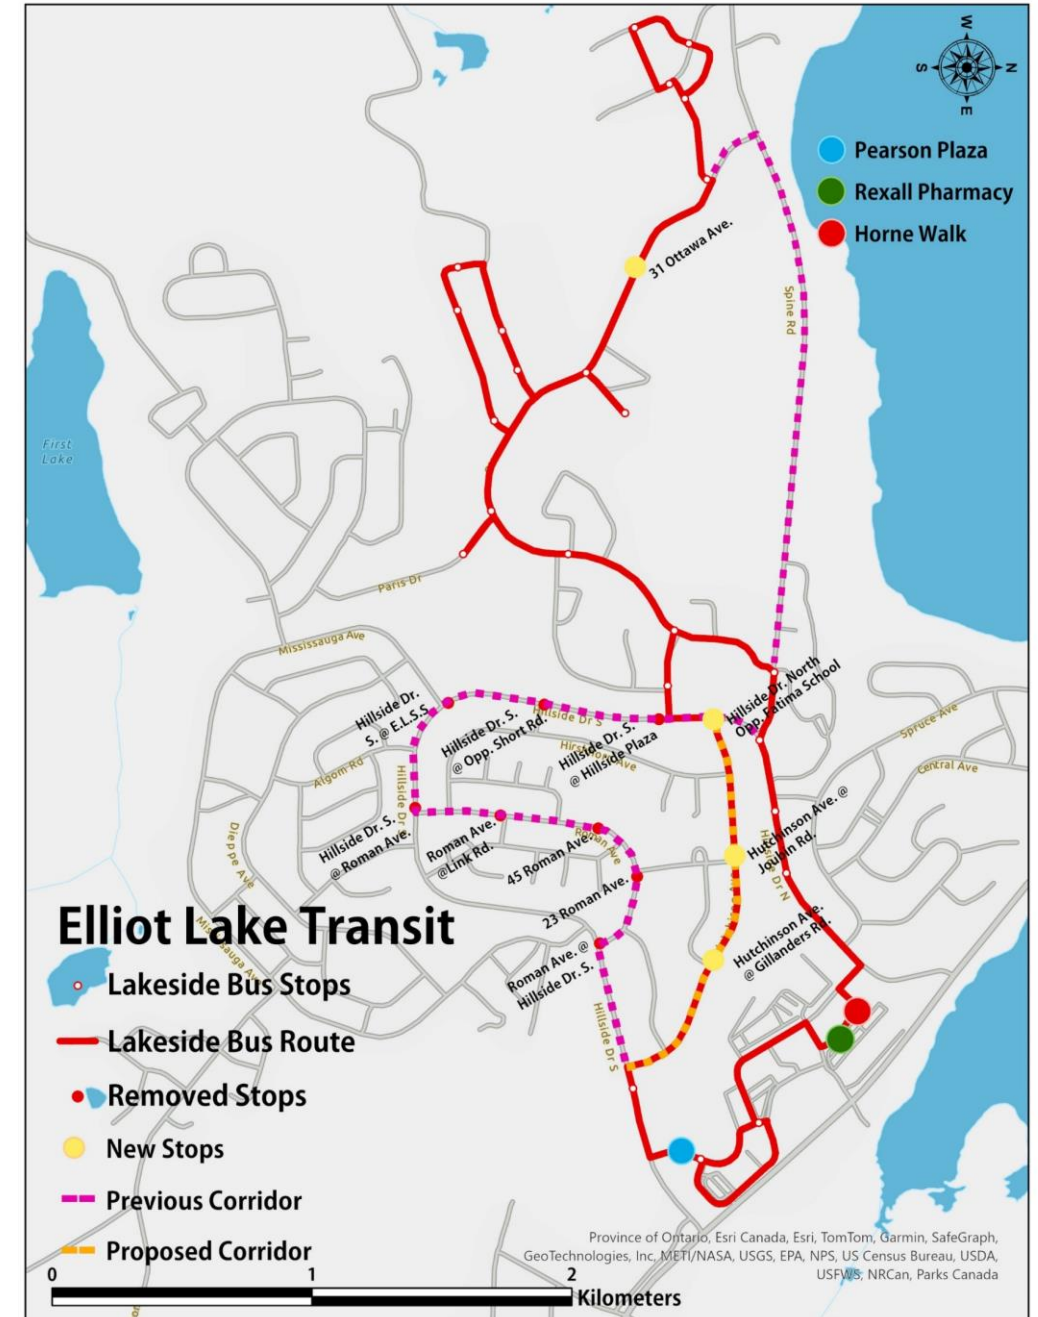 W
S
N
E
Pearson Plaza
Rexall Pharmacy
Horne Walk
31 Ottawa Ave.
Spine Rd
First
Lake
Paris Dr
Mississauga Ave
Hillside Dr.
S. @ E.L.S.S.
Hillside Dr. S.
@ Opp. Short Rd.
Hillside Dr S
Hillside Dr. S.
@ Hillside Plaza
Hillside Dr. North
Opp. Fatima School
Spruce Ave
Central Ave
Algom Rd
Hillside Dr. S.
@ Roman Ave.
Roman Ave.
@Link Rd.
45 Roman Ave.
Roman Ave
23 Roman Ave.
Hutchinson Ave. @
Joubin Rd.
Hillside Dr N
Dieppe Ave
Hutchinson Ave.
@ Gillanders Rd.
Roman Ave. @
Hillside Dr. S.
Hillside Dr S
Mississauga Ave
Elliot Lake Transit
Lakeside Bus Stops
Lakeside Bus Route
Removed Stops
New Stops
Previous Corridor
Proposed Corridor
Province of Ontario, Esri Canada, Esri, TomTom, Garmin, SafeGraph,
GeoTechnologies, Inc, METI/NASA, USGS, EPA, NPS, US Census Bureau, USDA,
USFWS, NRCan, Parks Canada
0
1
2
Kilometers